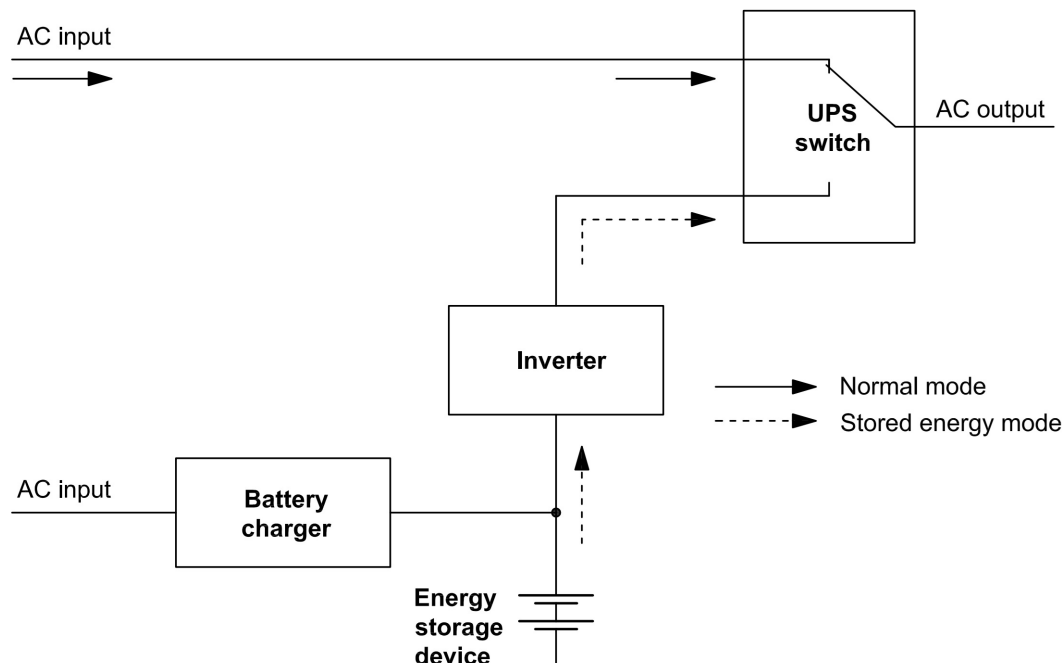 AC input
UPS
switch
AC output
Inverter
Normal mode
Stored energy mode
AC input
Battery
charger
Energy
storage
device